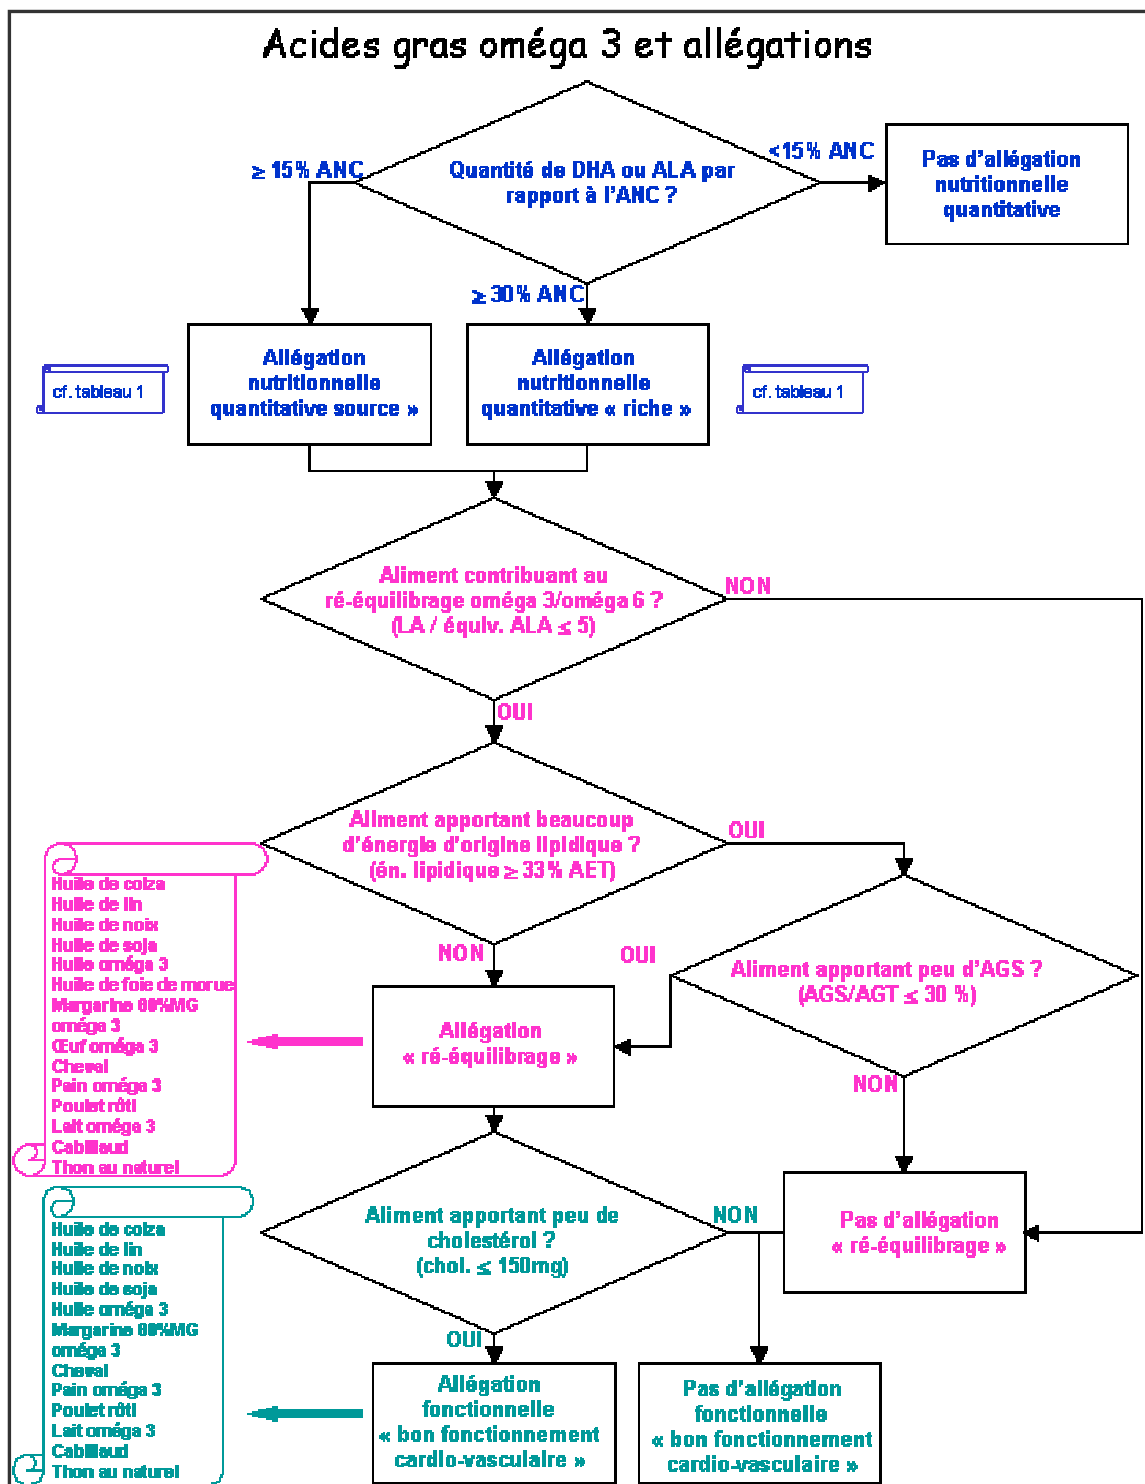 Acides gras oméga 3 et allégations
Quantité de DHA ou ALA par
rapport à l'ANC ?
≥ 15% ANC
<15% ANC
Pas d'allégation
nutritionnelle
quantitative
≥ 30% ANC
Allégation
nutritionnelle
quantitative source »
Allégation
nutritionnelle
quantitative « riche »
cf. tableau 1
cf. tableau 1
Aliment contribuant au
ré-équilibrage oméga 3/oméga 6 ?
(LA / équiv. ALA ≤ 5)
NON
OUI
Aliment apportant beaucoup
d'énergie d'origine lipidique ?
(én. lipidique ≥ 33% AET)
OUI
NON
Aliment apportant peu d'AGS ?
(AGS/AGT ≤ 30 %)
OUI
NON
Allégation
« ré-équilibrage »
Huile de colza
Huile de lin
Huile de noix
Huile de soja
Huile oméga 3
Huile de foie de morue
Margarine 60%MG
oméga 3
Œuf oméga 3
Cheval
Pain oméga 3
Poulet rôti
Lait oméga 3
Cabillaud
Thon au naturel
Pas d'allégation
« ré-équilibrage »
Aliment apportant peu de
cholestérol ?
(chol. ≤ 150mg)
NON
OUI
Huile de colza
Huile de lin
Huile de noix
Huile de soja
Huile oméga 3
Margarine 60%MG
oméga 3
Cheval
Pain oméga 3
Poulet rôti
Lait oméga 3
Cabillaud
Thon au naturel
Allégation
fonctionnelle
« bon fonctionnement
cardio-vasculaire »
Pas d'allégation
fonctionnelle
« bon fonctionnement
cardio-vasculaire »